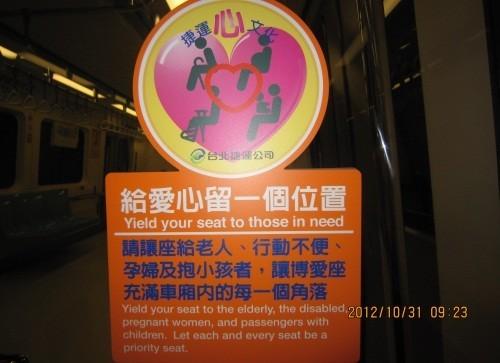 捷運心文化
台北捷運公司
給愛心留一個位置
Yield your seat to those in need
請讓座給老人、行動不便、
孕婦及抱小孩者，讓博愛座
充滿車廂內的每一個角落
Yield your seat to the elderly, the disabled,
pregnant women, and passengers with
children. Let each and every seat be a
priority seat.
2012/10/31 09:23